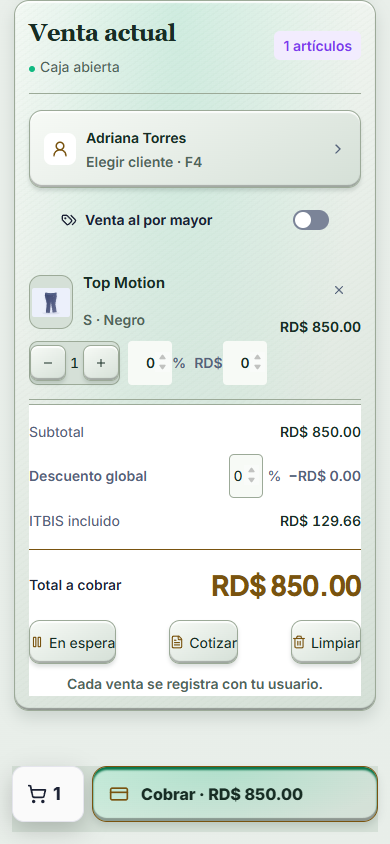 Venta actual
1 artículos
Caja abierta
Adriana Torres
Elegir cliente · F4
Venta al por mayor
Top Motion
S · Negro
RD$ 850.00
− 1 + 0 % RD$ 0
Subtotal RD$ 850.00
Descuento global 0 % −RD$ 0.00
ITBIS incluido RD$ 129.66
Total a cobrar RD$ 850.00
En espera Cotizar Limpiar
Cada venta se registra con tu usuario.
1 Cobrar · RD$ 850.00